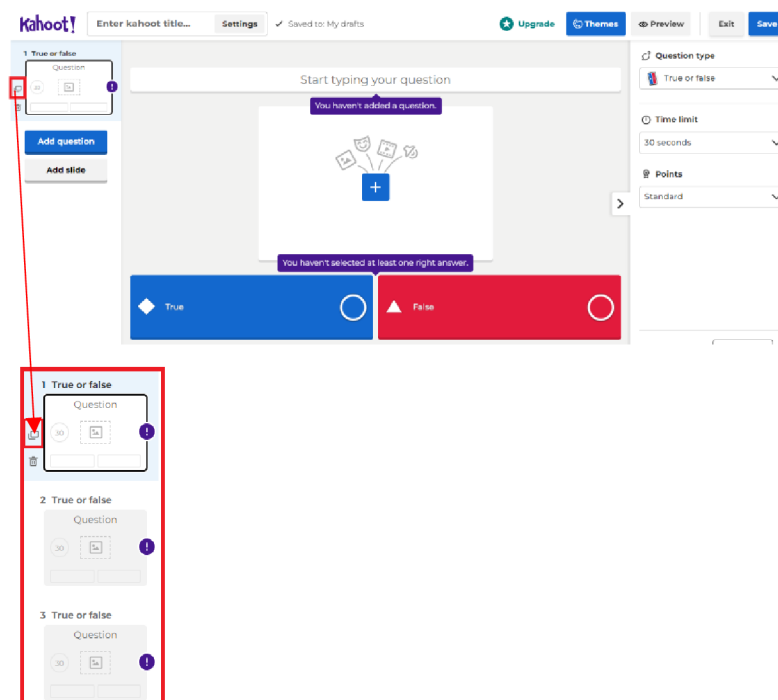 Kahoot! Enter kahoot title... Settings Saved to: My drafts Upgrade Themes Preview Exit Save
1 True or false
Question
30
Add question
Add slide
Start typing your question
You haven't added a question.
You haven't selected at least one right answer.
True
False
Question type
True or false
Time limit
30 seconds
Points
Standard
1 True or false
Question
30
2 True or false
Question
30
3 True or false
Question
30